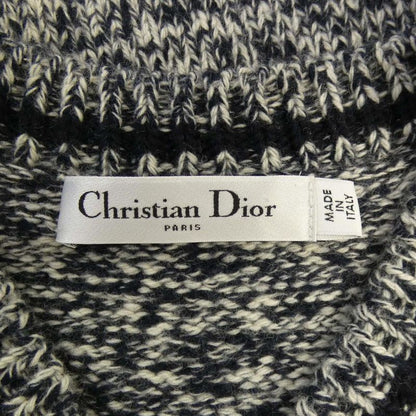 Christian Dior
PARIS
MADE
IN
ITALY